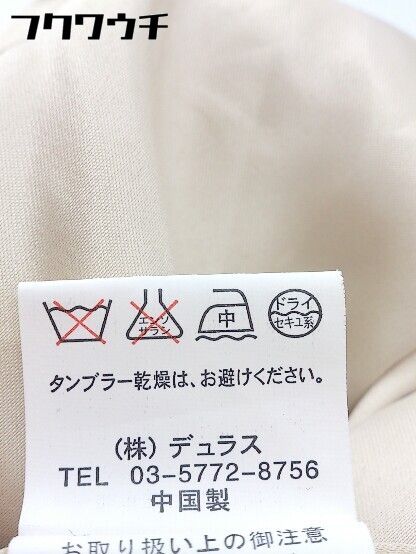 フクワウチ
エンソ
サラシ
中
ドライ
セキユ系
タンブラー乾燥は、お避けください。
(株) デュラス
TEL 03-5772-8756
中国製
お取り扱い上の御注意